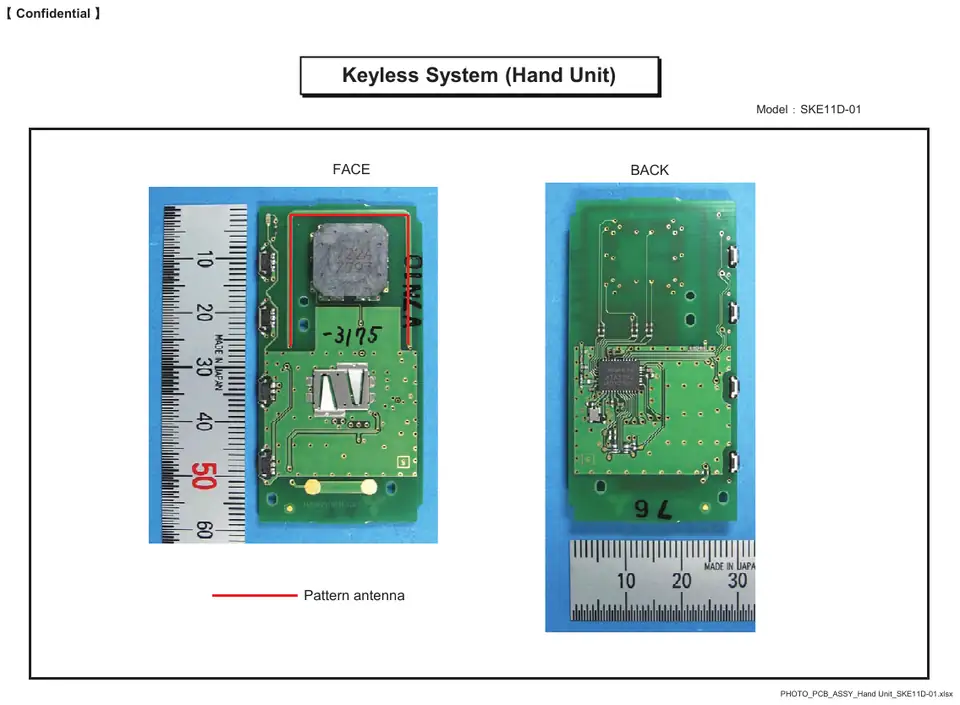 【 Confidential 】
Keyless System (Hand Unit)
Model : SKE11D-01
FACE
BACK
10
20
MADE IN JAPAN
30
40
50
60
-3175
76
MADE IN JAPA
10 20 30
Pattern antenna
PHOTO_PCB_ASSY_Hand Unit_SKE11D-01.xlsx